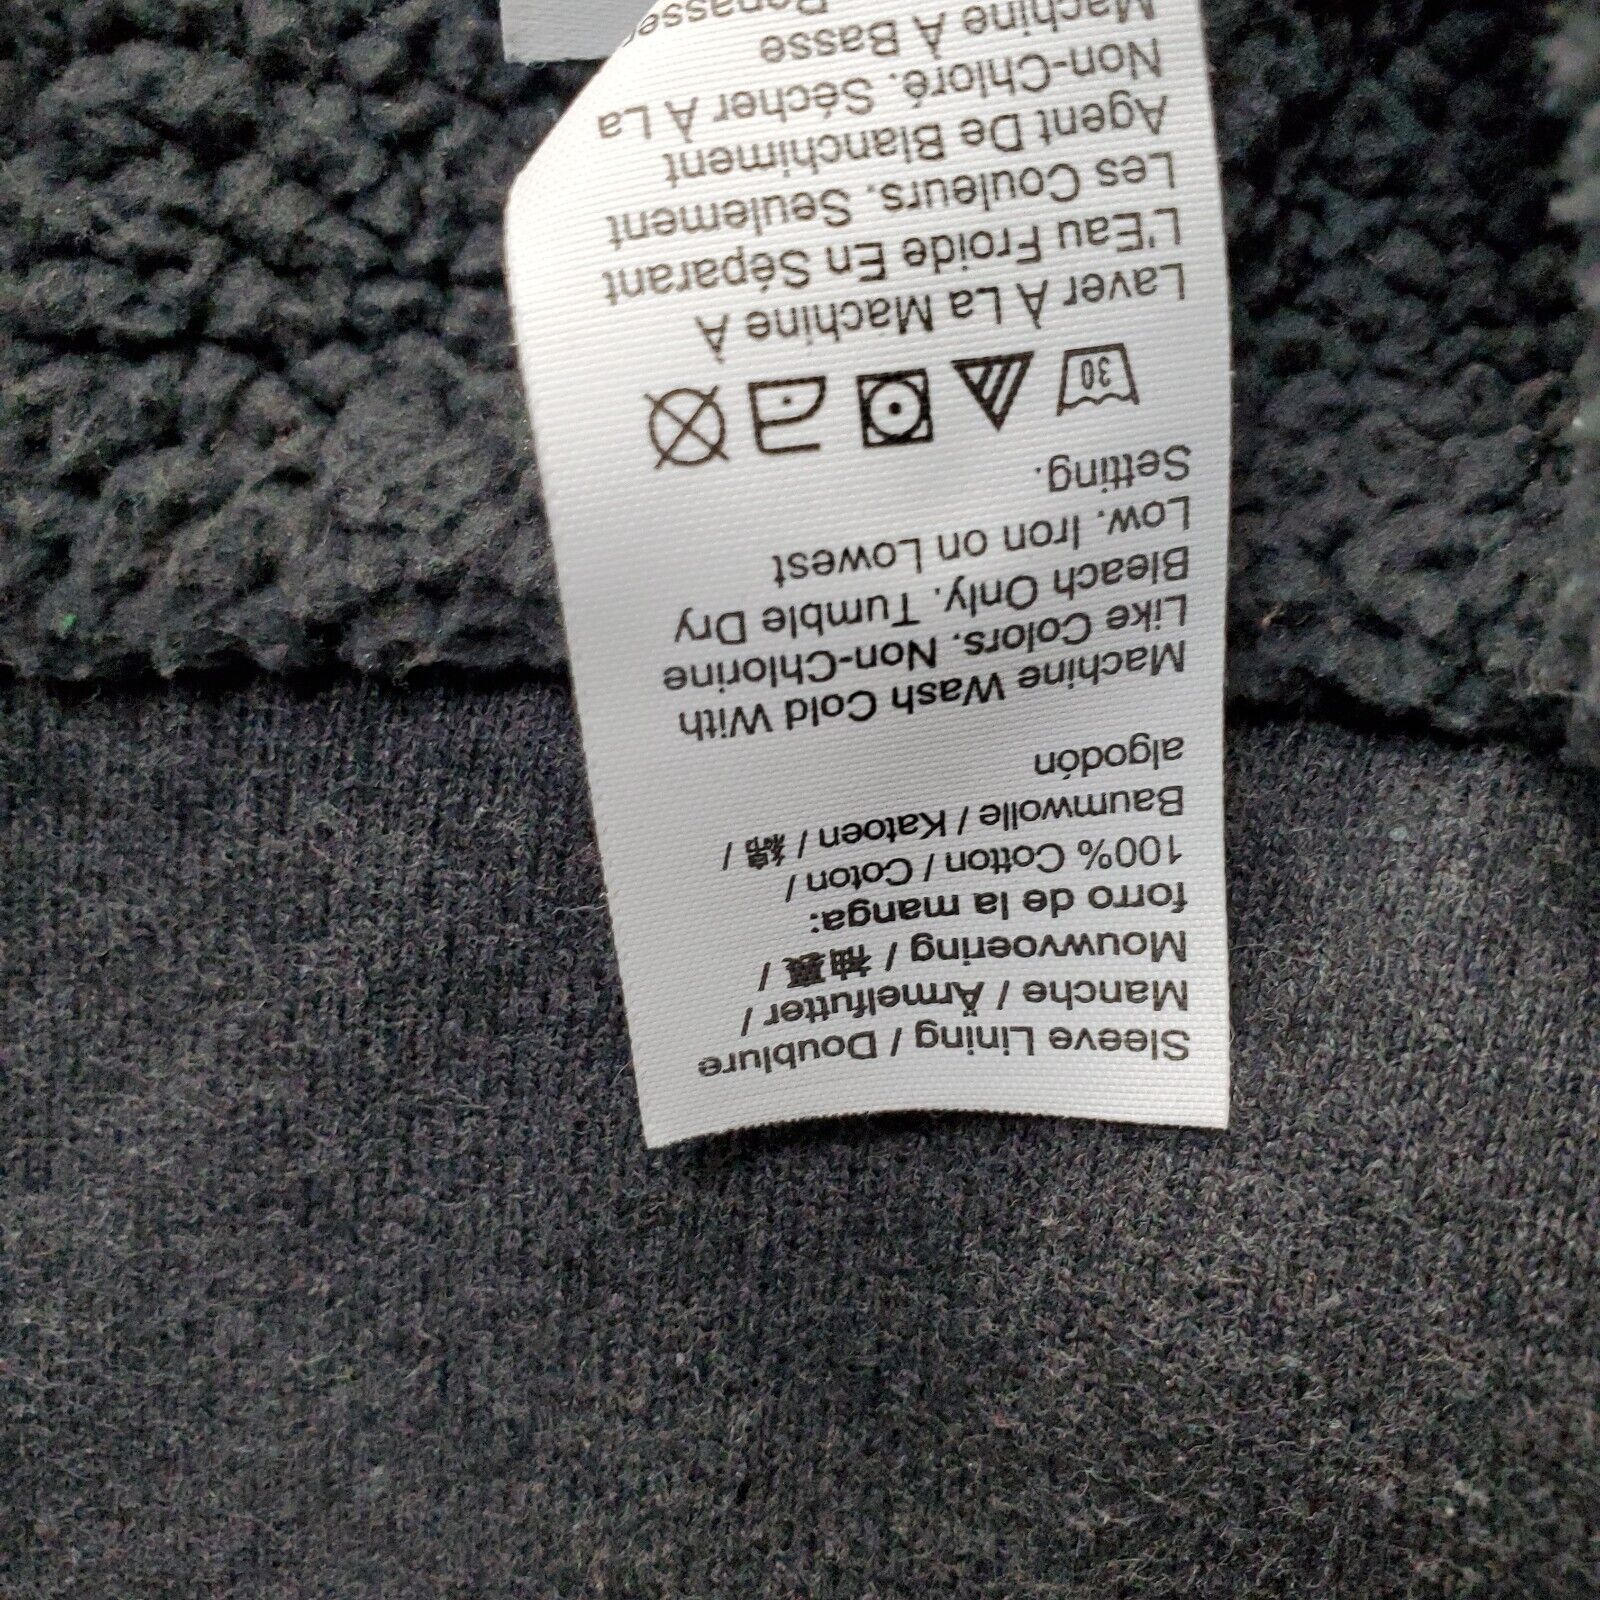 Sleeve Lining / Doublure
Manche / Ärmelfutter /
Mouwvoering / 袖裏 /
forro de la manga:
100% Cotton / Coton /
Baumwolle / Katoen / 綿 /
algodón
Machine Wash Cold With
Like Colors. Non-Chlorine
Bleach Only. Tumble Dry
Low. Iron on Lowest
Setting.
30
Laver À La Machine À
L'Eau Froide En Séparant
Les Couleurs. Seulement
Agent De Blanchiment
Non-Chloré. Sécher À La
Machine À Basse